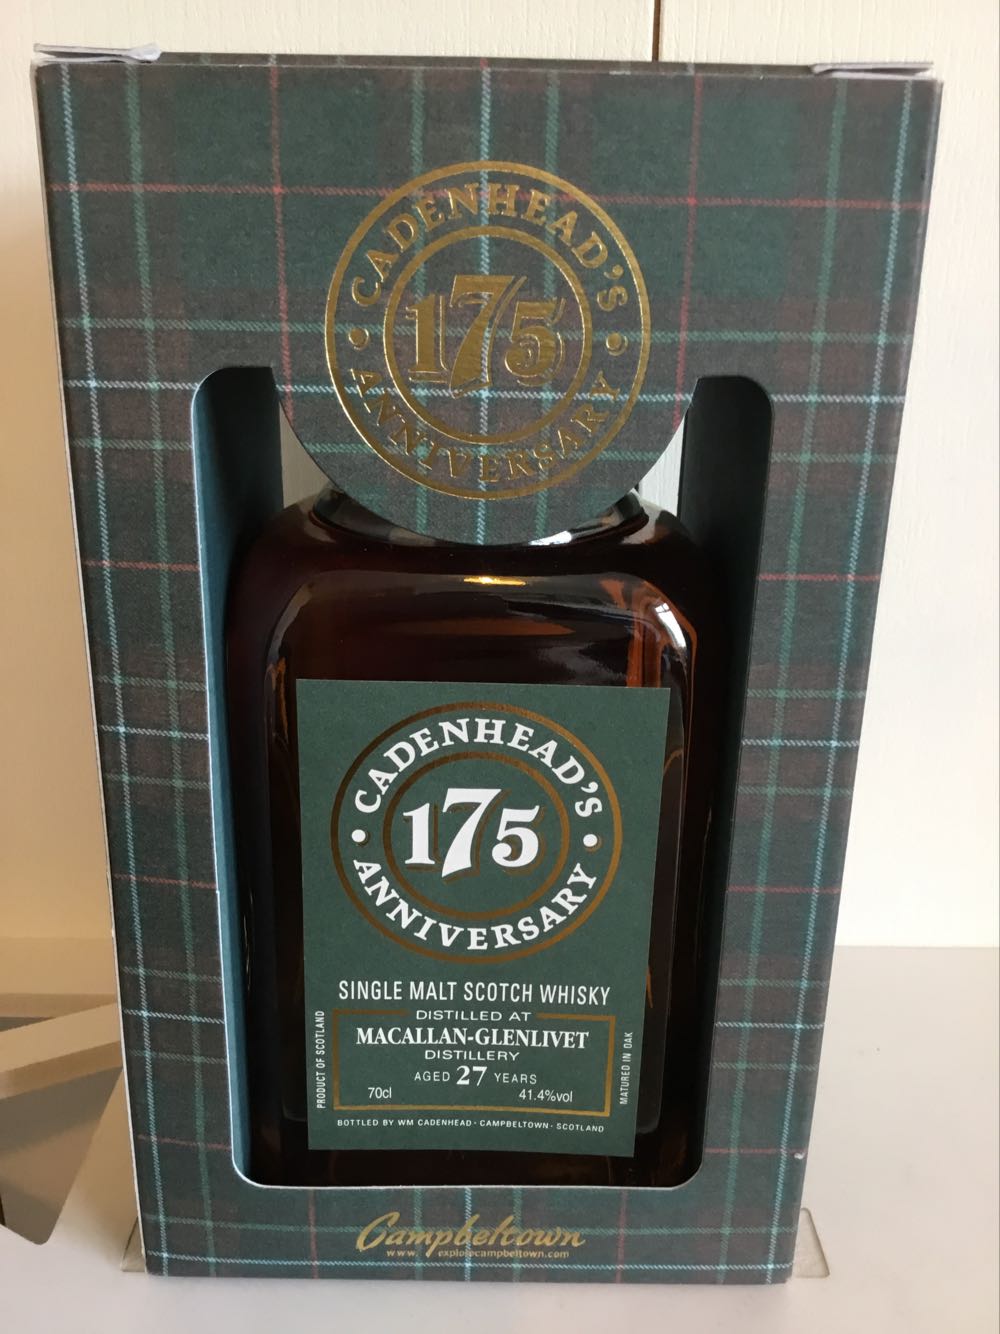 CADENHEAD'S
175
ANNIVERSARY
CADENHEAD'S
175
ANNIVERSARY
SINGLE MALT SCOTCH WHISKY
DISTILLED AT
MACALLAN-GLENLIVET
DISTILLERY
AGED 27 YEARS
70cl 41.4%vol
PRODUCT OF SCOTLAND
MATURED IN OAK
BOTTLED BY WM CADENHEAD · CAMPBELTOWN · SCOTLAND
Campbeltown
www. explorecampbeltown.com